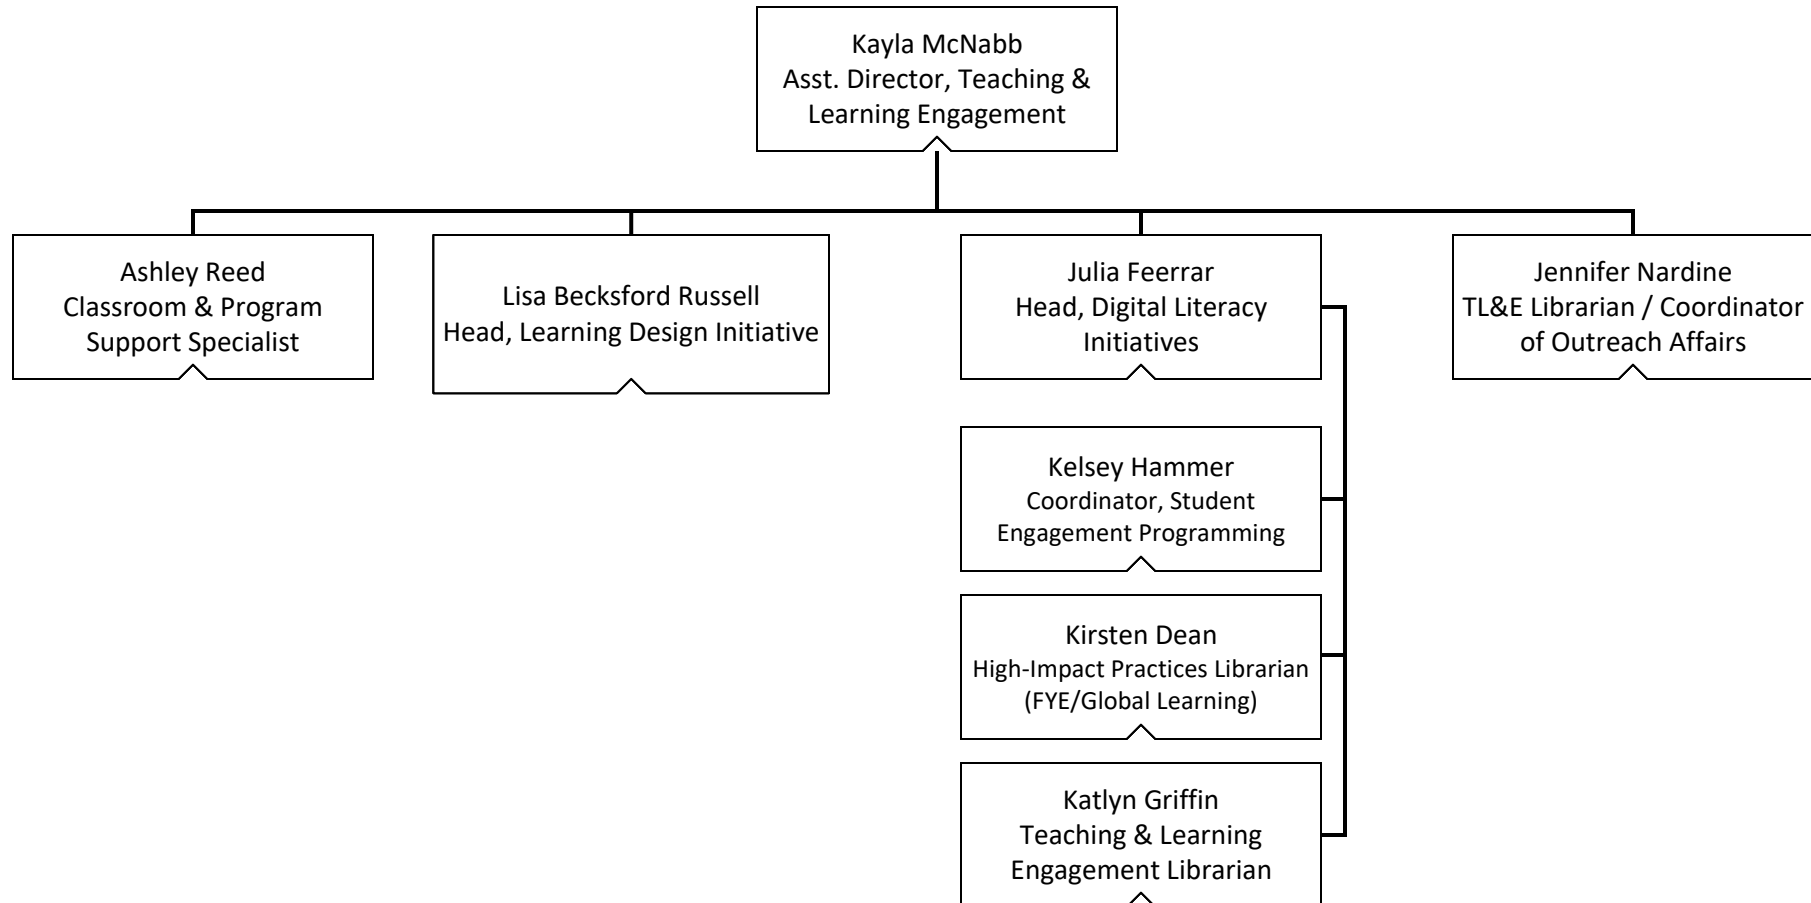 Kayla McNabb
Asst. Director, Teaching &
Learning Engagement
Ashley Reed
Classroom & Program
Support Specialist
Lisa Becksford Russell
Head, Learning Design Initiative
Julia Feerrar
Head, Digital Literacy
Initiatives
Jennifer Nardine
TL&E Librarian / Coordinator
of Outreach Affairs
Kelsey Hammer
Coordinator, Student
Engagement Programming
Kirsten Dean
High-Impact Practices Librarian
(FYE/Global Learning)
Katlyn Griffin
Teaching & Learning
Engagement Librarian